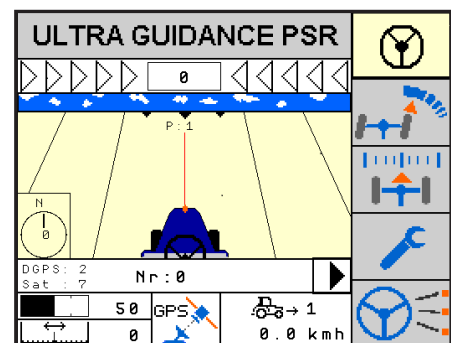 ULTRA GUIDANCE PSR
0
P:1
N
0
DGPS: 2
Sat : 7
Nr:0
50
GPS
→ 1
0
0.0 kmh